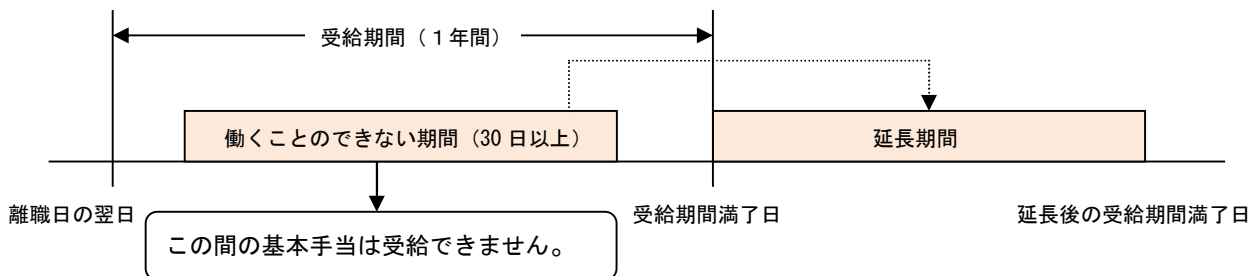 受給期間（１年間）
働くことのできない期間（30日以上）
延長期間
離職日の翌日
受給期間満了日
延長後の受給期間満了日
この間の基本手当は受給できません。